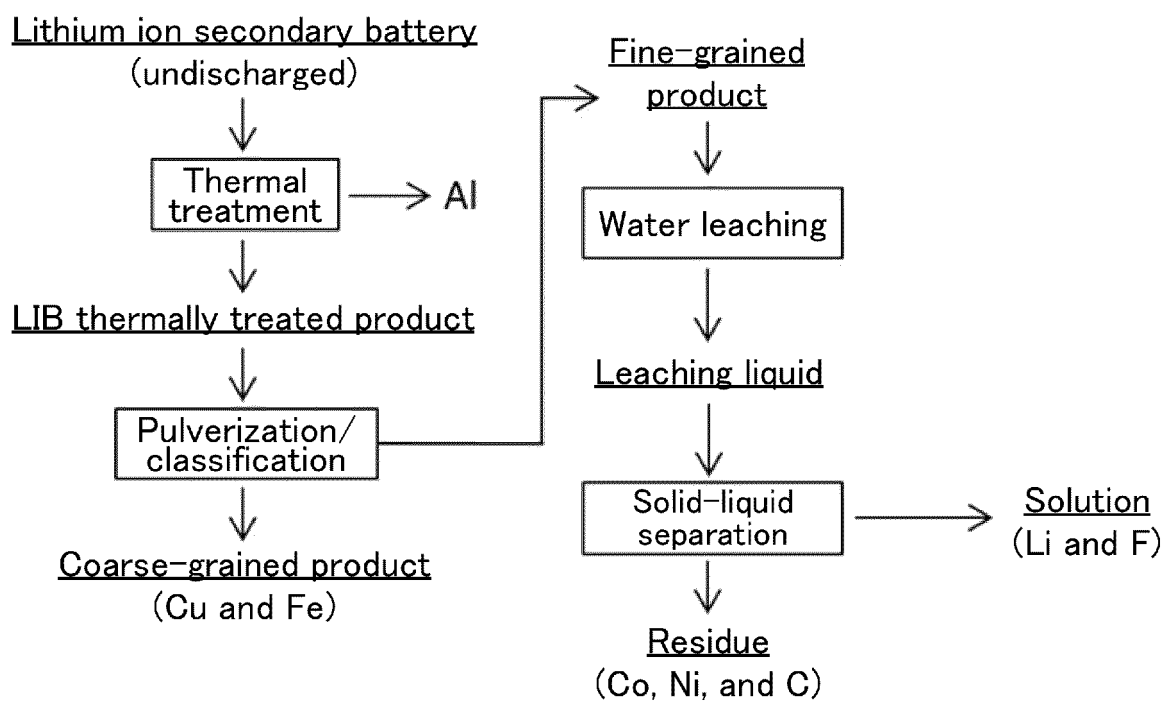 Lithium ion secondary battery
(undischarged)
Thermal
treatment
Al
LIB thermally treated product
Pulverization/
classification
Coarse-grained product
(Cu and Fe)
Fine-grained
product
Water leaching
Leaching liquid
Solid-liquid
separation
Solution
(Li and F)
Residue
(Co, Ni, and C)